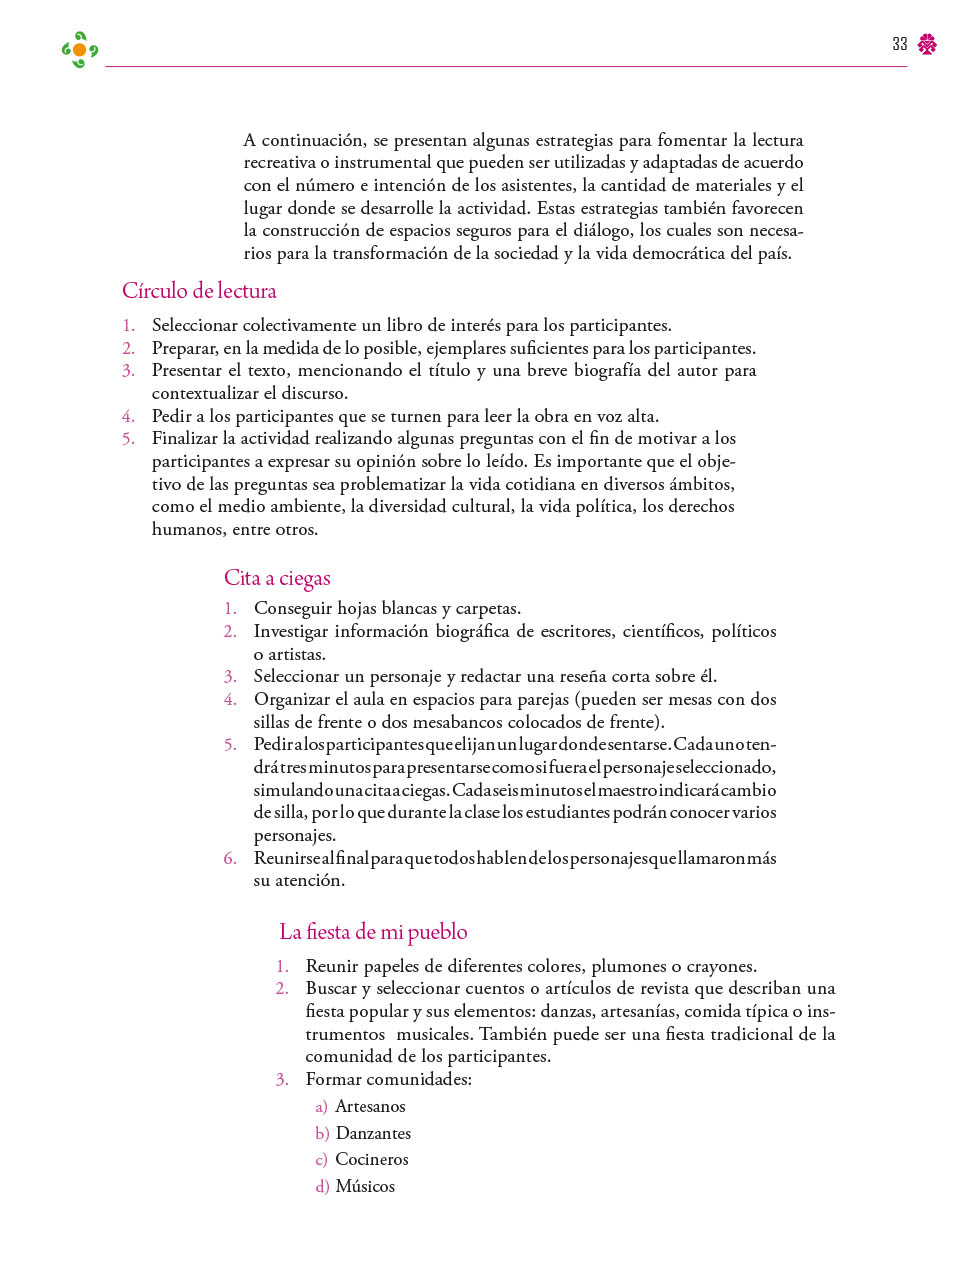 33
A continuación, se presentan algunas estrategias para fomentar la lectura
recreativa o instrumental que pueden ser utilizadas y adaptadas de acuerdo
con el número e intención de los asistentes, la cantidad de materiales y el
lugar donde se desarrolle la actividad. Estas estrategias también favorecen
la construcción de espacios seguros para el diálogo, los cuales son necesa-
rios para la transformación de la sociedad y la vida democrática del país.
Círculo de lectura
1. Seleccionar colectivamente un libro de interés para los participantes.
2. Preparar, en la medida de lo posible, ejemplares suficientes para los participantes.
3. Presentar el texto, mencionando el título y una breve biografía del autor para
contextualizar el discurso.
4. Pedir a los participantes que se turnen para leer la obra en voz alta.
5. Finalizar la actividad realizando algunas preguntas con el fin de motivar a los
participantes a expresar su opinión sobre lo leído. Es importante que el obje-
tivo de las preguntas sea problematizar la vida cotidiana en diversos ámbitos,
como el medio ambiente, la diversidad cultural, la vida política, los derechos
humanos, entre otros.
Cita a ciegas
1. Conseguir hojas blancas y carpetas.
2. Investigar información biográfica de escritores, científicos, políticos
o artistas.
3. Seleccionar un personaje y redactar una reseña corta sobre él.
4. Organizar el aula en espacios para parejas (pueden ser mesas con dos
sillas de frente o dos mesabancos colocados de frente).
5. Pedir a los participantes que elijan un lugar donde sentarse. Cada uno ten-
drá tres minutos para presentarse como si fuera el personaje seleccionado,
simulando una cita a ciegas. Cada seis minutos el maestro indicará cambio
de silla, por lo que durante la clase los estudiantes podrán conocer varios
personajes.
6. Reunirse al final para que todos hablen de los personajes que llamaron más
su atención.
La fiesta de mi pueblo
1. Reunir papeles de diferentes colores, plumones o crayones.
2. Buscar y seleccionar cuentos o artículos de revista que describan una
fiesta popular y sus elementos: danzas, artesanías, comida típica o ins-
trumentos musicales. También puede ser una fiesta tradicional de la
comunidad de los participantes.
3. Formar comunidades:
a) Artesanos
b) Danzantes
c) Cocineros
d) Músicos